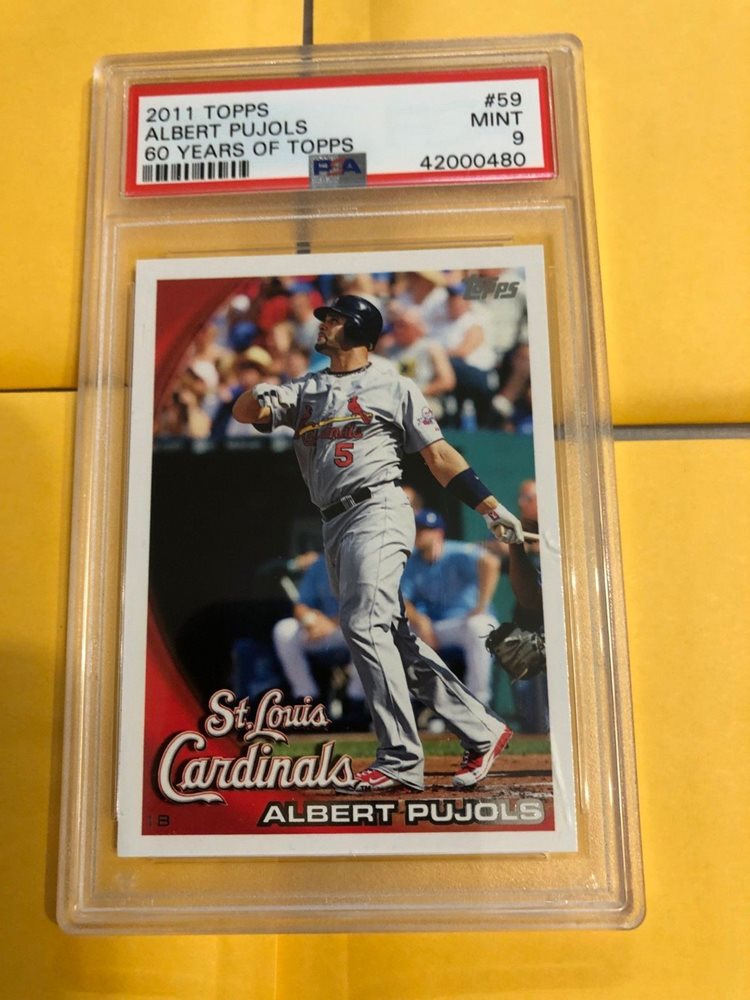 2011 TOPPS #59
ALBERT PUJOLS MINT
60 YEARS OF TOPPS 9
PSA 42000480
Topps
Cardinals
5
St. Louis
Cardinals
ALBERT PUJOLS
1B